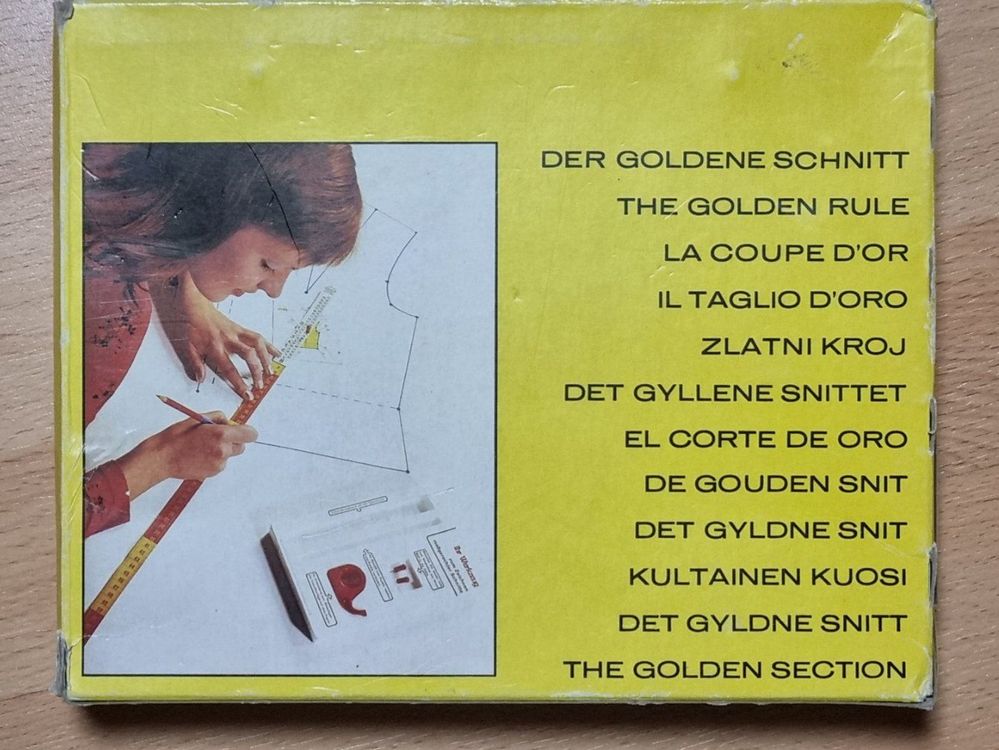 DER GOLDENE SCHNITT
THE GOLDEN RULE
LA COUPE D'OR
IL TAGLIO D'ORO
ZLATNI KROJ
DET GYLLENE SNITTET
EL CORTE DE ORO
DE GOUDEN SNIT
DET GYLDNE SNIT
KULTAINEN KUOSI
DET GYLDNE SNITT
THE GOLDEN SECTION